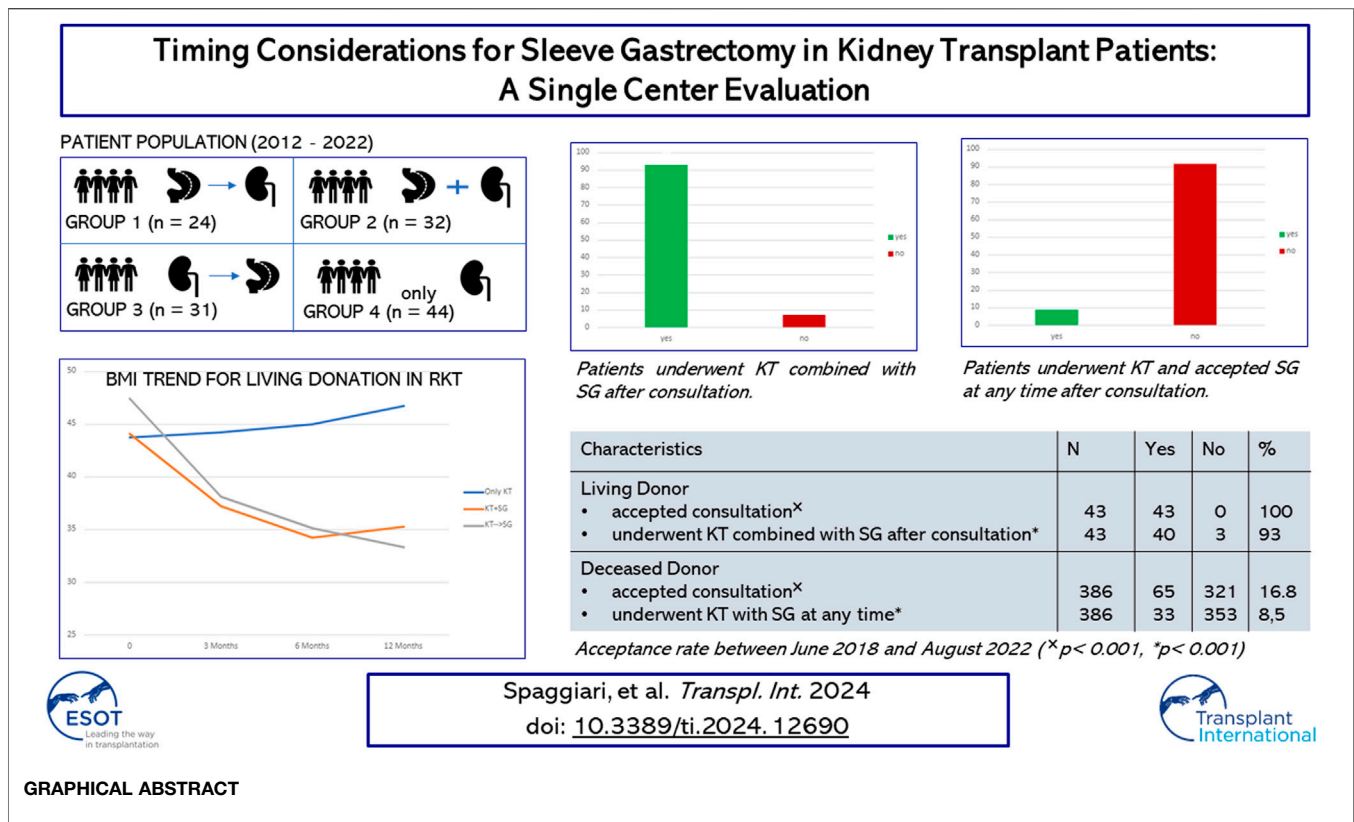 Timing Considerations for Sleeve Gastrectomy in Kidney Transplant Patients:
A Single Center Evaluation
PATIENT POPULATION (2012 - 2022)
GROUP 1 (n = 24)
+
GROUP 2 (n = 32)
GROUP 3 (n = 31)
only
GROUP 4 (n = 44)
100
90
80
70
60
50
40
30
20
10
0
yes
no
yes
no
Patients underwent KT combined with
SG after consultation.
100
90
80
70
60
50
40
30
20
10
0
yes
no
yes
no
Patients underwent KT and accepted SG
at any time after consultation.
BMI TREND FOR LIVING DONATION IN RKT
50
45
40
35
30
25
0
3 Months
6 Months
12 Months
Only KT
KT+SG
KT-->SG
Characteristics N Yes No %
Living Donor
• accepted consultation× 43 43 0 100
• underwent KT combined with SG after consultation* 43 40 3 93
Deceased Donor
• accepted consultation× 386 65 321 16.8
• underwent KT with SG at any time* 386 33 353 8,5
Acceptance rate between June 2018 and August 2022 (×p< 0.001, *p< 0.001)
ESOT
Leading the way
in transplantation
Spaggiari, et al. Transpl. Int. 2024
doi: 10.3389/ti.2024. 12690
Transplant
International
GRAPHICAL ABSTRACT